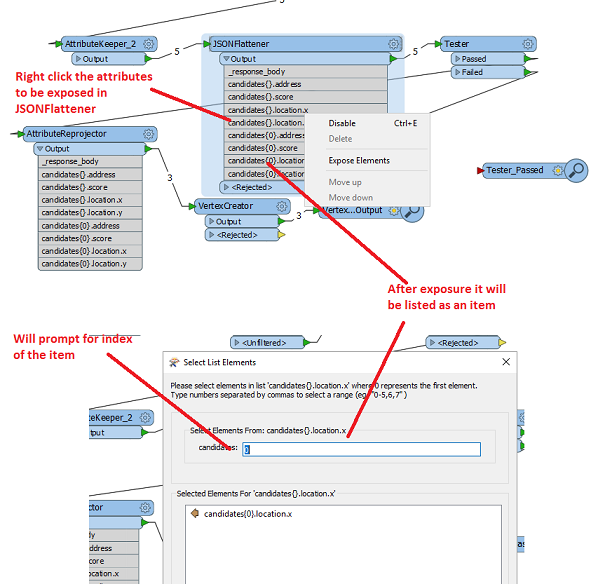 AttributeKeeper_2
Output
5
JSONFlattener
Output
_response_body
candidates{}.address
candidates{}.score
candidates{}.location.x
candidates{}.location.
candidates{0}.address
candidates{0}.score
candidates{0}.location
candidates{0}.location
<Rejected>
5
Tester
Passed
Failed
Right click the attributes
to be exposed in
JSONFlattener
Disable Ctrl+E
Delete
Expose Elements
Move up
Move down
AttributeReprojector
Output
_response_body
candidates{}.address
candidates{}.score
candidates{}.location.x
candidates{}.location.y
candidates{0}.address
candidates{0}.score
candidates{0}.location.x
candidates{0}.location.y
3
VertexCreator
Output
<Rejected>
3
Vertex...Output
Tester_Passed
After exposure it will
be listed as an item
Will prompt for index
of the item
<Unfiltered>
<Rejected>
Select List Elements
Please select elements in list 'candidates{}.location.x' where 0 represents the first element.
Type numbers separated by commas to select a range (eg. "0-5,6,7")
Select Elements From: candidates{}.location.x
candidates: 0
Selected Elements For 'candidates{}.location.x'
candidates{0}.location.x
teKeeper_2
tput
ctor
dy
address
score
location.x